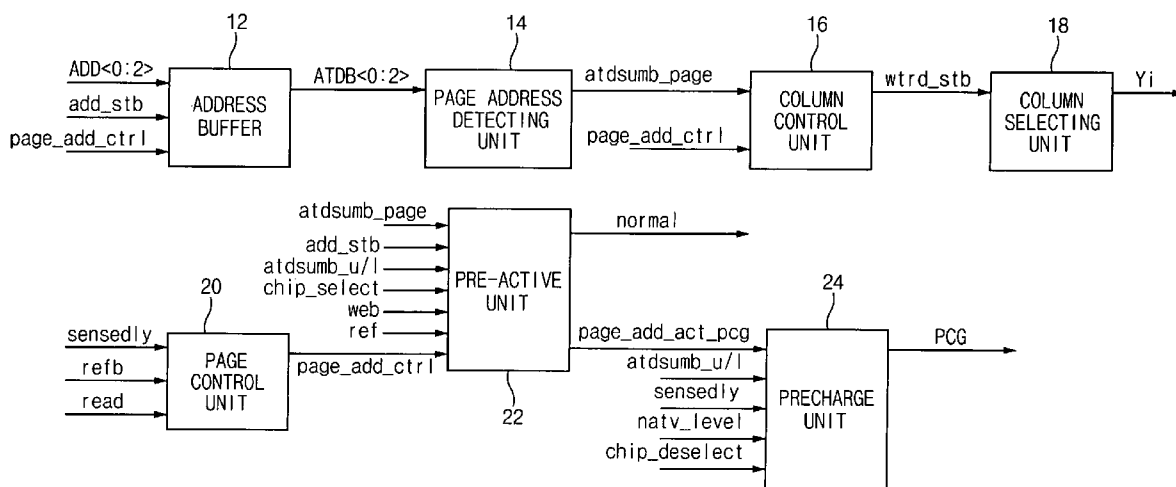 12
ADD<0:2>
add_stb
page_add_ctrl
ADDRESS
BUFFER
ATDB<0:2>
14
PAGE ADDRESS
DETECTING
UNIT
atdsumb_page
page_add_ctrl
16
COLUMN
CONTROL
UNIT
wtrd_stb
18
COLUMN
SELECTING
UNIT
Yi
sensedly
refb
read
20
PAGE
CONTROL
UNIT
atdsumb_page
add_stb
atdsumb_u/l
chip_select
web
ref
page_add_ctrl
PRE-ACTIVE
UNIT
22
normal
page_add_act_pcg
atdsumb_u/l
sensedly
natv_level
chip_deselect
24
PRECHARGE
UNIT
PCG